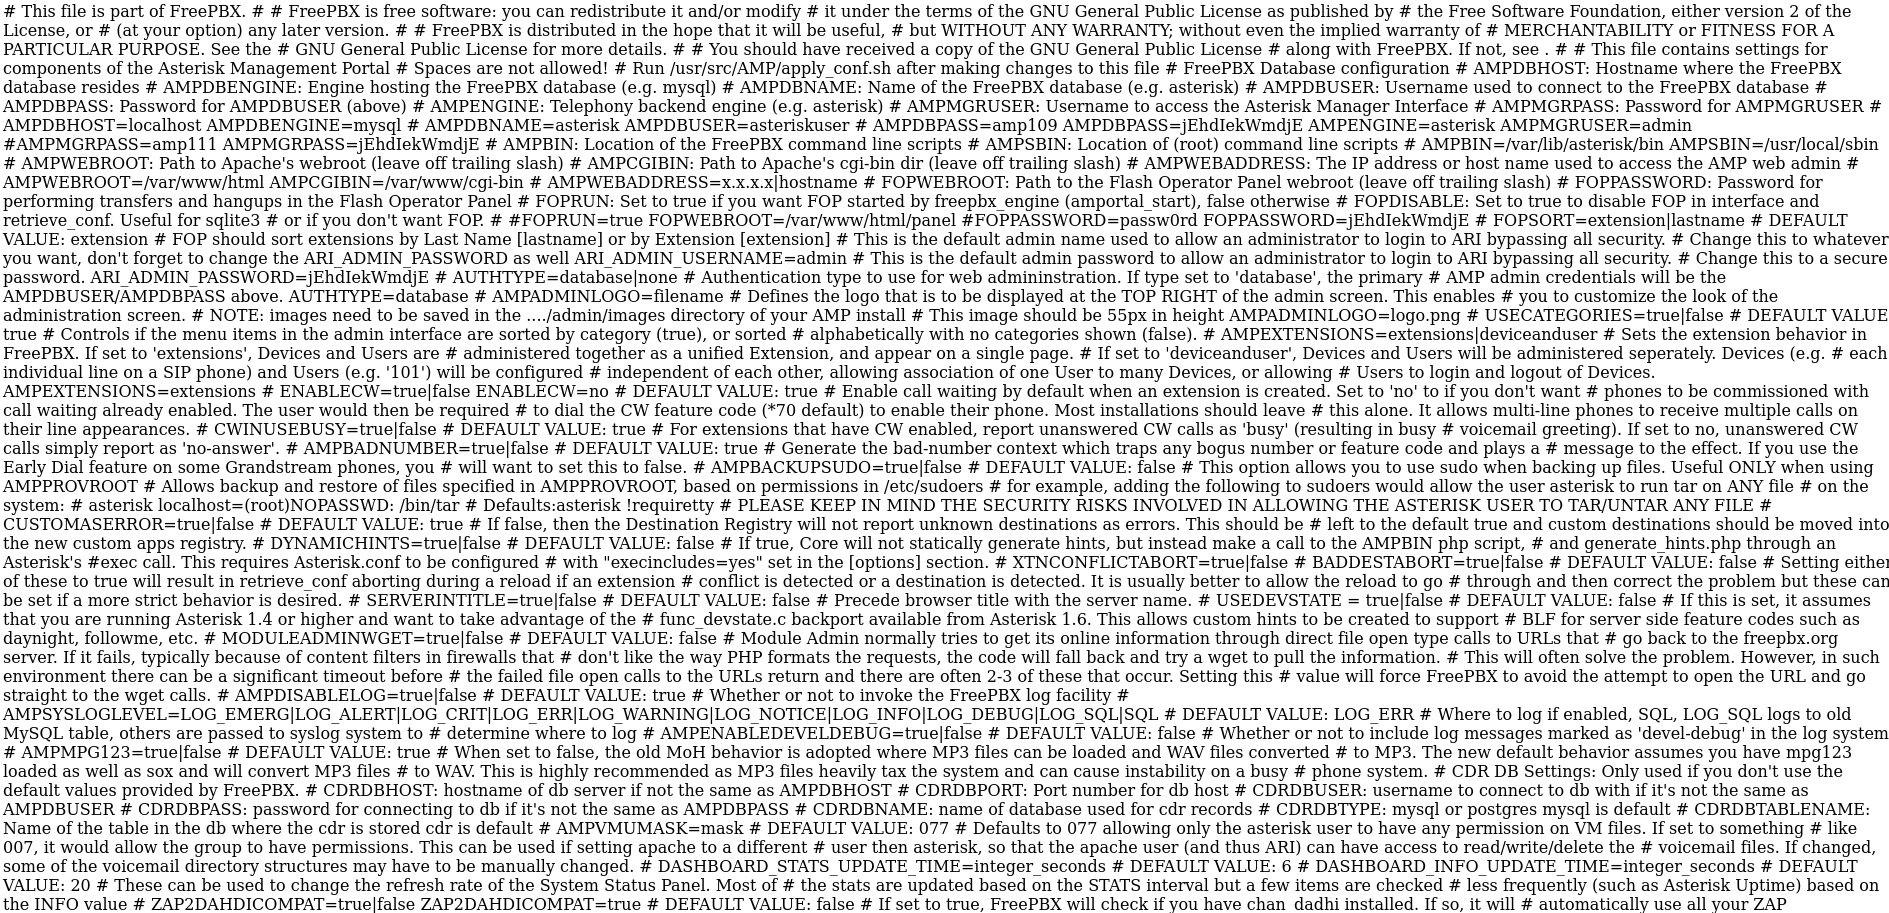 # This file is part of FreePBX. # # FreePBX is free software: you can redistribute it and/or modify # it under the terms of the GNU General Public License as published by # the Free Software Foundation, either version 2 of the
License, or # (at your option) any later version. # # FreePBX is distributed in the hope that it will be useful, # but WITHOUT ANY WARRANTY; without even the implied warranty of # MERCHANTABILITY or FITNESS FOR A
PARTICULAR PURPOSE. See the # GNU General Public License for more details. # # You should have received a copy of the GNU General Public License # along with FreePBX. If not, see . # # This file contains settings for
components of the Asterisk Management Portal # Spaces are not allowed! # Run /usr/src/AMP/apply_conf.sh after making changes to this file # FreePBX Database configuration # AMPDBHOST: Hostname where the FreePBX
database resides # AMPDBENGINE: Engine hosting the FreePBX database (e.g. mysql) # AMPDBNAME: Name of the FreePBX database (e.g. asterisk) # AMPDBUSER: Username used to connect to the FreePBX database #
AMPDBPASS: Password for AMPDBUSER (above) # AMPENGINE: Telephony backend engine (e.g. asterisk) # AMPMGRUSER: Username to access the Asterisk Manager Interface # AMPMGRPASS: Password for AMPMGRUSER #
AMPDBHOST=localhost AMPDBENGINE=mysql # AMPDBNAME=asterisk AMPDBUSER=asteriskuser # AMPDBPASS=amp109 AMPDBPASS=jEhdIekWmdjE AMPENGINE=asterisk AMPMGRUSER=admin
#AMPMGRPASS=amp111 AMPMGRPASS=jEhdIekWmdjE # AMPBIN: Location of the FreePBX command line scripts # AMPSBIN: Location of (root) command line scripts # AMPBIN=/var/lib/asterisk/bin AMPSBIN=/usr/local/sbin
# AMPWEBROOT: Path to Apache's webroot (leave off trailing slash) # AMPCGIBIN: Path to Apache's cgi-bin dir (leave off trailing slash) # AMPWEBADDRESS: The IP address or host name used to access the AMP web admin #
AMPWEBROOT=/var/www/html AMPCGIBIN=/var/www/cgi-bin # AMPWEBADDRESS=x.x.x.x|hostname # FOPWEBROOT: Path to the Flash Operator Panel webroot (leave off trailing slash) # FOPPASSWORD: Password for
performing transfers and hangups in the Flash Operator Panel # FOPRUN: Set to true if you want FOP started by freepbx_engine (amportal_start), false otherwise # FOPDISABLE: Set to true to disable FOP in interface and
retrieve_conf. Useful for sqlite3 # or if you don't want FOP. # #FOPRUN=true FOPWEBROOT=/var/www/html/panel #FOPPASSWORD=passw0rd FOPPASSWORD=jEhdIekWmdjE # FOPSORT=extension|lastname # DEFAULT
VALUE: extension # FOP should sort extensions by Last Name [lastname] or by Extension [extension] # This is the default admin name used to allow an administrator to login to ARI bypassing all security. # Change this to whatever
you want, don't forget to change the ARI_ADMIN_PASSWORD as well ARI_ADMIN_USERNAME=admin # This is the default admin password to allow an administrator to login to ARI bypassing all security. # Change this to a secure
password. ARI_ADMIN_PASSWORD=jEhdIekWmdjE # AUTHTYPE=database|none # Authentication type to use for web admininstration. If type set to 'database', the primary # AMP admin credentials will be the
AMPDBUSER/AMPDBPASS above. AUTHTYPE=database # AMPADMINLOGO=filename # Defines the logo that is to be displayed at the TOP RIGHT of the admin screen. This enables # you to customize the look of the
administration screen. # NOTE: images need to be saved in the ..../admin/images directory of your AMP install # This image should be 55px in height AMPADMINLOGO=logo.png # USECATEGORIES=true|false # DEFAULT VALUE
true # Controls if the menu items in the admin interface are sorted by category (true), or sorted # alphabetically with no categories shown (false). # AMPEXTENSIONS=extensions|deviceanduser # Sets the extension behavior in
FreePBX. If set to 'extensions', Devices and Users are # administered together as a unified Extension, and appear on a single page. # If set to 'deviceanduser', Devices and Users will be administered seperately. Devices (e.g. # each
individual line on a SIP phone) and Users (e.g. '101') will be configured # independent of each other, allowing association of one User to many Devices, or allowing # Users to login and logout of Devices.
AMPEXTENSIONS=extensions # ENABLECW=true|false ENABLECW=no # DEFAULT VALUE: true # Enable call waiting by default when an extension is created. Set to 'no' to if you don't want # phones to be commissioned with
call waiting already enabled. The user would then be required # to dial the CW feature code (*70 default) to enable their phone. Most installations should leave # this alone. It allows multi-line phones to receive multiple calls on
their line appearances. # CWINUSEBUSY=true|false # DEFAULT VALUE: true # For extensions that have CW enabled, report unanswered CW calls as 'busy' (resulting in busy # voicemail greeting). If set to no, unanswered CW
calls simply report as 'no-answer'. # AMPBADNUMBER=true|false # DEFAULT VALUE: true # Generate the bad-number context which traps any bogus number or feature code and plays a # message to the effect. If you use the
Early Dial feature on some Grandstream phones, you # will want to set this to false. # AMPBACKUPSUDO=true|false # DEFAULT VALUE: false # This option allows you to use sudo when backing up files. Useful ONLY when using
AMPPROVROOT # Allows backup and restore of files specified in AMPPROVROOT, based on permissions in /etc/sudoers # for example, adding the following to sudoers would allow the user asterisk to run tar on ANY file # on the
system: # asterisk localhost=(root)NOPASSWD: /bin/tar # Defaults:asterisk !requiretty # PLEASE KEEP IN MIND THE SECURITY RISKS INVOLVED IN ALLOWING THE ASTERISK USER TO TAR/UNTAR ANY FILE #
CUSTOMASERROR=true|false # DEFAULT VALUE: true # If false, then the Destination Registry will not report unknown destinations as errors. This should be # left to the default true and custom destinations should be moved into
the new custom apps registry. # DYNAMICHINTS=true|false # DEFAULT VALUE: false # If true, Core will not statically generate hints, but instead make a call to the AMPBIN php script, # and generate_hints.php through an
Asterisk's #exec call. This requires Asterisk.conf to be configured # with "execincludes=yes" set in the [options] section. # XTNCONFLICTABORT=true|false # BADDESTABORT=true|false # DEFAULT VALUE: false # Setting either
of these to true will result in retrieve_conf aborting during a reload if an extension # conflict is detected or a destination is detected. It is usually better to allow the reload to go # through and then correct the problem but these can
be set if a more strict behavior is desired. # SERVERINTITLE=true|false # DEFAULT VALUE: false # Precede browser title with the server name. # USEDEVSTATE = true|false # DEFAULT VALUE: false # If this is set, it assumes
that you are running Asterisk 1.4 or higher and want to take advantage of the # func_devstate.c backport available from Asterisk 1.6. This allows custom hints to be created to support # BLF for server side feature codes such as
daynight, followme, etc. # MODULEADMINWGET=true|false # DEFAULT VALUE: false # Module Admin normally tries to get its online information through direct file open type calls to URLs that # go back to the freepbx.org
server. If it fails, typically because of content filters in firewalls that # don't like the way PHP formats the requests, the code will fall back and try a wget to pull the information. # This will often solve the problem. However, in such
environment there can be a significant timeout before # the failed file open calls to the URLs return and there are often 2-3 of these that occur. Setting this # value will force FreePBX to avoid the attempt to open the URL and go
straight to the wget calls. # AMPDISABLELOG=true|false # DEFAULT VALUE: true # Whether or not to invoke the FreePBX log facility #
AMPSYSLOGLEVEL=LOG_EMERG|LOG_ALERT|LOG_CRIT|LOG_ERR|LOG_WARNING|LOG_NOTICE|LOG_INFO|LOG_DEBUG|LOG_SQL|SQL # DEFAULT VALUE: LOG_ERR # Where to log if enabled, SQL, LOG_SQL logs to old
MySQL table, others are passed to syslog system to # determine where to log # AMPENABLEDEVELDEBUG=true|false # DEFAULT VALUE: false # Whether or not to include log messages marked as 'devel-debug' in the log system
# AMPMPG123=true|false # DEFAULT VALUE: true # When set to false, the old MoH behavior is adopted where MP3 files can be loaded and WAV files converted # to MP3. The new default behavior assumes you have mpg123
loaded as well as sox and will convert MP3 files # to WAV. This is highly recommended as MP3 files heavily tax the system and can cause instability on a busy # phone system. # CDR DB Settings: Only used if you don't use the
default values provided by FreePBX. # CDRDBHOST: hostname of db server if not the same as AMPDBHOST # CDRDBPORT: Port number for db host # CDRDBUSER: username to connect to db with if it's not the same as
AMPDBUSER # CDRDBPASS: password for connecting to db if it's not the same as AMPDBPASS # CDRDBNAME: name of database used for cdr records # CDRDBTYPE: mysql or postgres mysql is default # CDRDBTABLENAME:
Name of the table in the db where the cdr is stored cdr is default # AMPVMUMASK=mask # DEFAULT VALUE: 077 # Defaults to 077 allowing only the asterisk user to have any permission on VM files. If set to something # like
007, it would allow the group to have permissions. This can be used if setting apache to a different # user then asterisk, so that the apache user (and thus ARI) can have access to read/write/delete the # voicemail files. If changed,
some of the voicemail directory structures may have to be manually changed. # DASHBOARD_STATS_UPDATE_TIME=integer_seconds # DEFAULT VALUE: 6 # DASHBOARD_INFO_UPDATE_TIME=integer_seconds # DEFAULT
VALUE: 20 # These can be used to change the refresh rate of the System Status Panel. Most of # the stats are updated based on the STATS interval but a few items are checked # less frequently (such as Asterisk Uptime) based on
the INFO value # ZAP2DAHDICOMPAT=true|false ZAP2DAHDICOMPAT=true # DEFAULT VALUE: false # If set to true, FreePBX will check if you have chan_dadhi installed. If so, it will # automatically use all your ZAP